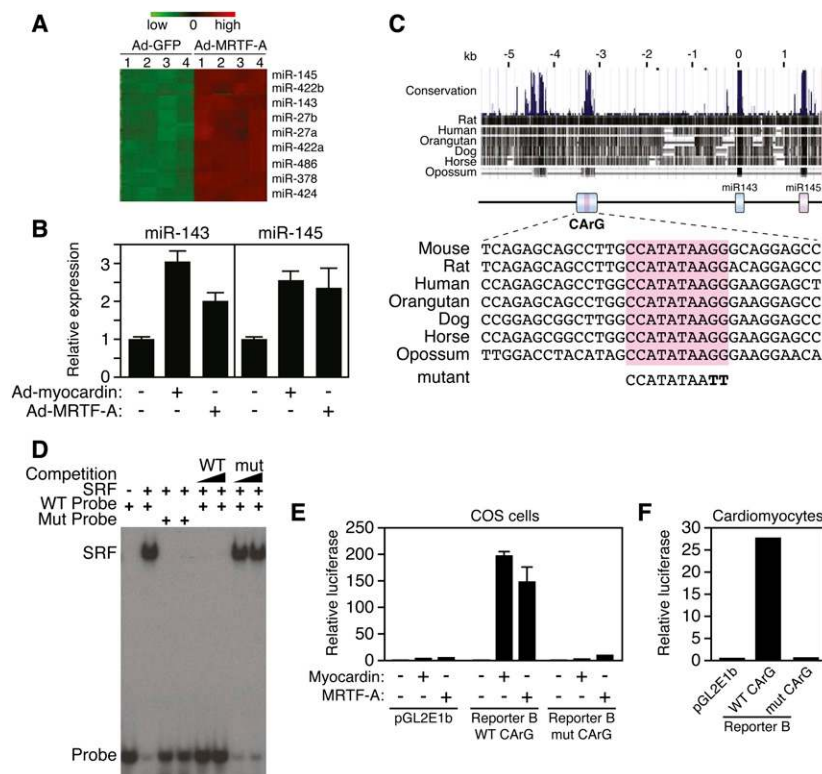 A
low 0 high
Ad-GFP Ad-MRTF-A
1 2 3 4 1 2 3 4
miR-145
miR-422b
miR-143
miR-27b
miR-27a
miR-422a
miR-486
miR-378
miR-424
B
miR-143 miR-145
Relative expression
3
2
1
0
Ad-myocardin: - + - - + -
Ad-MRTF-A: - - + - - +
C
kb -5 -4 -3 -2 -1 0 1
Conservation
Rat
Human
Orangutan
Dog
Horse
Opossum
miR143 miR145
CArG
Mouse TCAGAGCAGCCTTGCCATATAAGGGCAGGAGCC
Rat TCAGAGCAGCCTTGCCATATAAGGACAGGAGCC
Human CCAGAGCAGCCTGGCCATATAAGGGAAGGAGCT
Orangutan CCAGAGCAGCCTGGCCATATAAGGGAAGGAGCC
Dog CCGGAGCGGCTTGGCCATATAAGGGAAGGAGCC
Horse CCAGAGCAGCCTGGCCATATAAGGGAAGGAGCC
Opossum TTGGACCTACATAGCCATATAAGGGAAGGAACA
mutant CCATATAATT
D
WT mut
Competition
SRF - + + + + + + +
WT Probe + + + + + +
Mut Probe + +
SRF
Probe
E
COS cells
Relative luciferase
250
200
150
100
50
0
Myocardin: - + - - + - - + -
MRTF-A: - - + - - + - - +
pGL2E1b Reporter B WT CArG Reporter B mut CArG
F
Cardiomyocytes
Relative luciferase
30
25
20
15
10
5
0
pGL2E1b WT CArG mut CArG
Reporter B